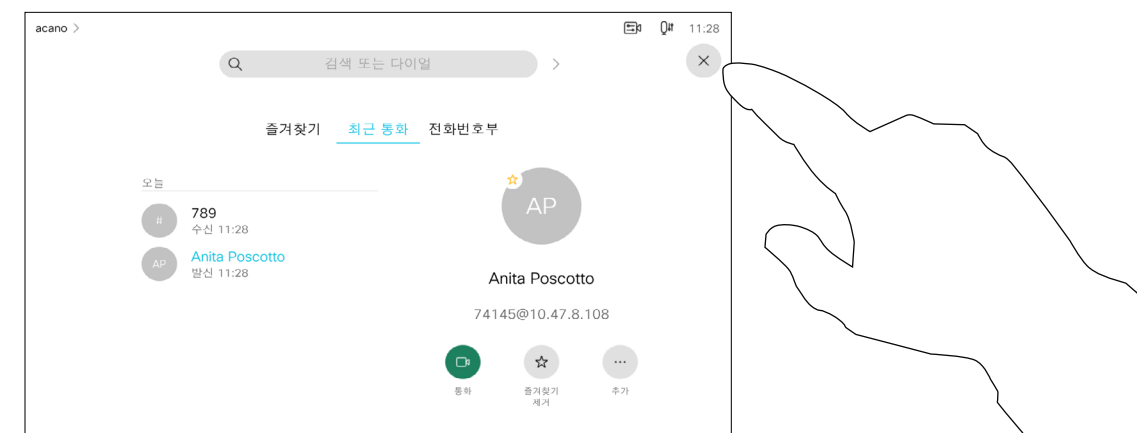 acano >
11:28
검색 또는 다이얼
즐겨찾기 최근 통화 전화번호부
오늘
# 789
수신 11:28
AP Anita Poscotto
발신 11:28
AP
Anita Poscotto
74145@10.47.8.108
통화
즐겨찾기
제거
추가